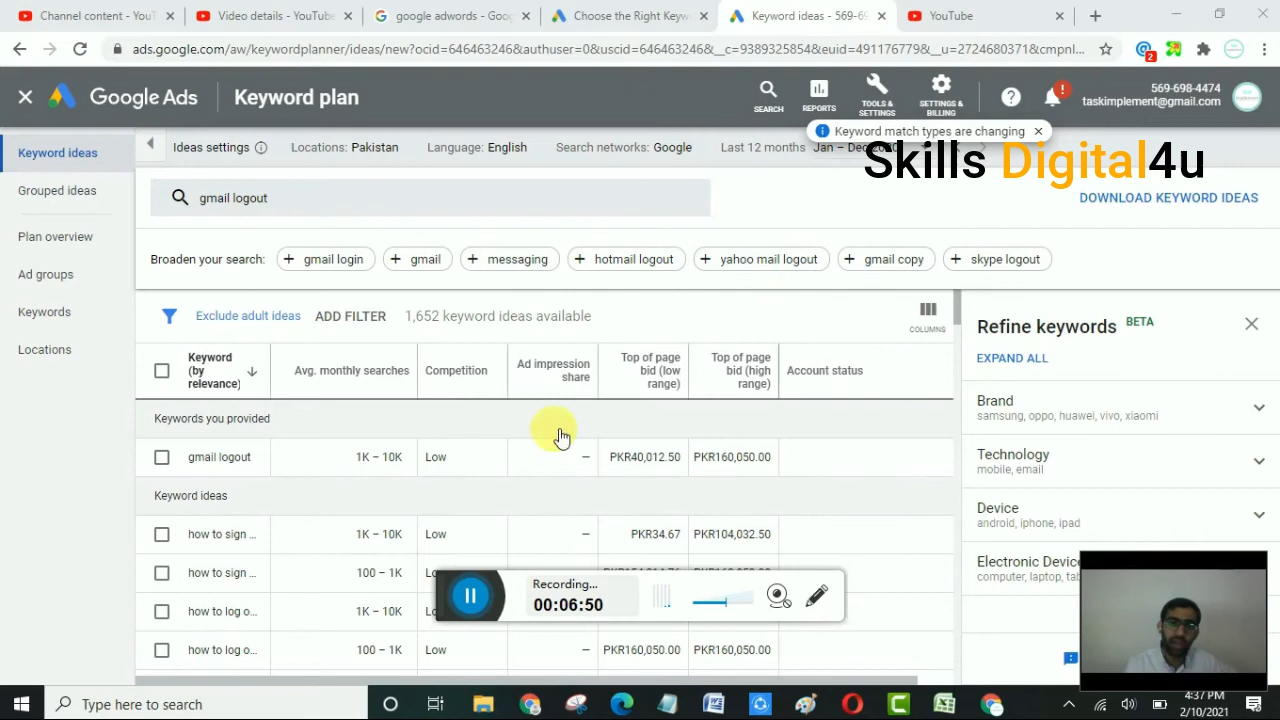 Channel content - YouT
Video details - YouTube
google adwords - Goog
Choose the Right Keyw
Keyword ideas - 569-69
YouTube
ads.google.com/aw/keywordplanner/ideas/new?ocid=646463246&authuser=0&uscid=646463246&__c=9389325854&euid=491176779&__u=2724680371&cmpnl...
2
Google Ads
Keyword plan
SEARCH
REPORTS
TOOLS & SETTINGS
SETTINGS & BILLING
569-698-4474
taskimplement@gmail.com
Keyword match types are changing
Keyword ideas
Grouped ideas
Plan overview
Ad groups
Keywords
Locations
Ideas settings
Locations: Pakistan
Language: English
Search networks: Google
Last 12 months
Jan – Dec 2020
Skills Digital4u
gmail logout
DOWNLOAD KEYWORD IDEAS
Broaden your search:
+ gmail login
+ gmail
+ messaging
+ hotmail logout
+ yahoo mail logout
+ gmail copy
+ skype logout
Exclude adult ideas
ADD FILTER
1,652 keyword ideas available
COLUMNS
Keyword (by relevance)
Avg. monthly searches
Competition
Ad impression share
Top of page bid (low range)
Top of page bid (high range)
Account status
Keywords you provided
gmail logout 1K – 10K Low – PKR40,012.50 PKR160,050.00
Keyword ideas
how to sign ... 1K – 10K Low – PKR34.67 PKR104,032.50
how to sign ... 100 – 1K
how to log o... 1K – 10K
how to log o... 100 – 1K Low – PKR160,050.00 PKR160,050.00
Refine keywords BETA
EXPAND ALL
Brand
samsung, oppo, huawei, vivo, xiaomi
Technology
mobile, email
Device
android, iphone, ipad
Electronic Device
computer, laptop,
Recording...
00:06:50
Type here to search
4:37 PM
2/10/2021